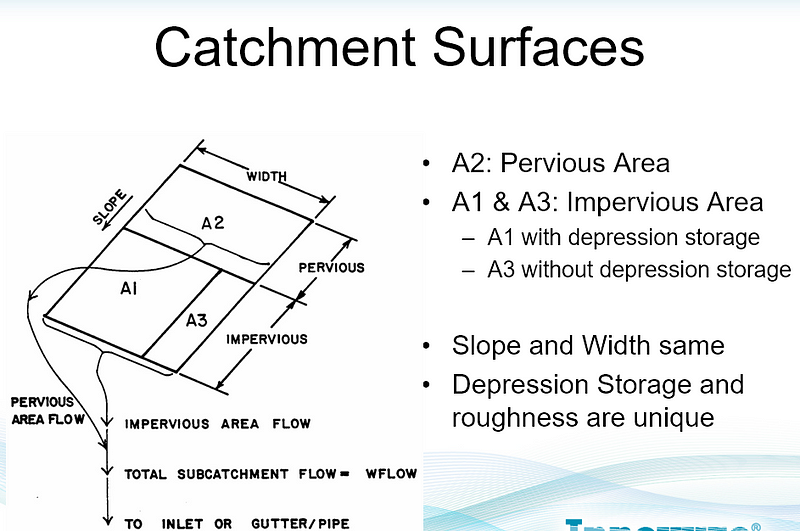 Catchment Surfaces
WIDTH
SLOPE
A2
PERVIOUS
A1
A3
IMPERVIOUS
PERVIOUS
AREA FLOW
IMPERVIOUS AREA FLOW
TOTAL SUBCATCHMENT FLOW = WFLOW
TO INLET OR GUTTER/PIPE
• A2: Pervious Area
• A1 & A3: Impervious Area
– A1 with depression storage
– A3 without depression storage
• Slope and Width same
• Depression Storage and
roughness are unique